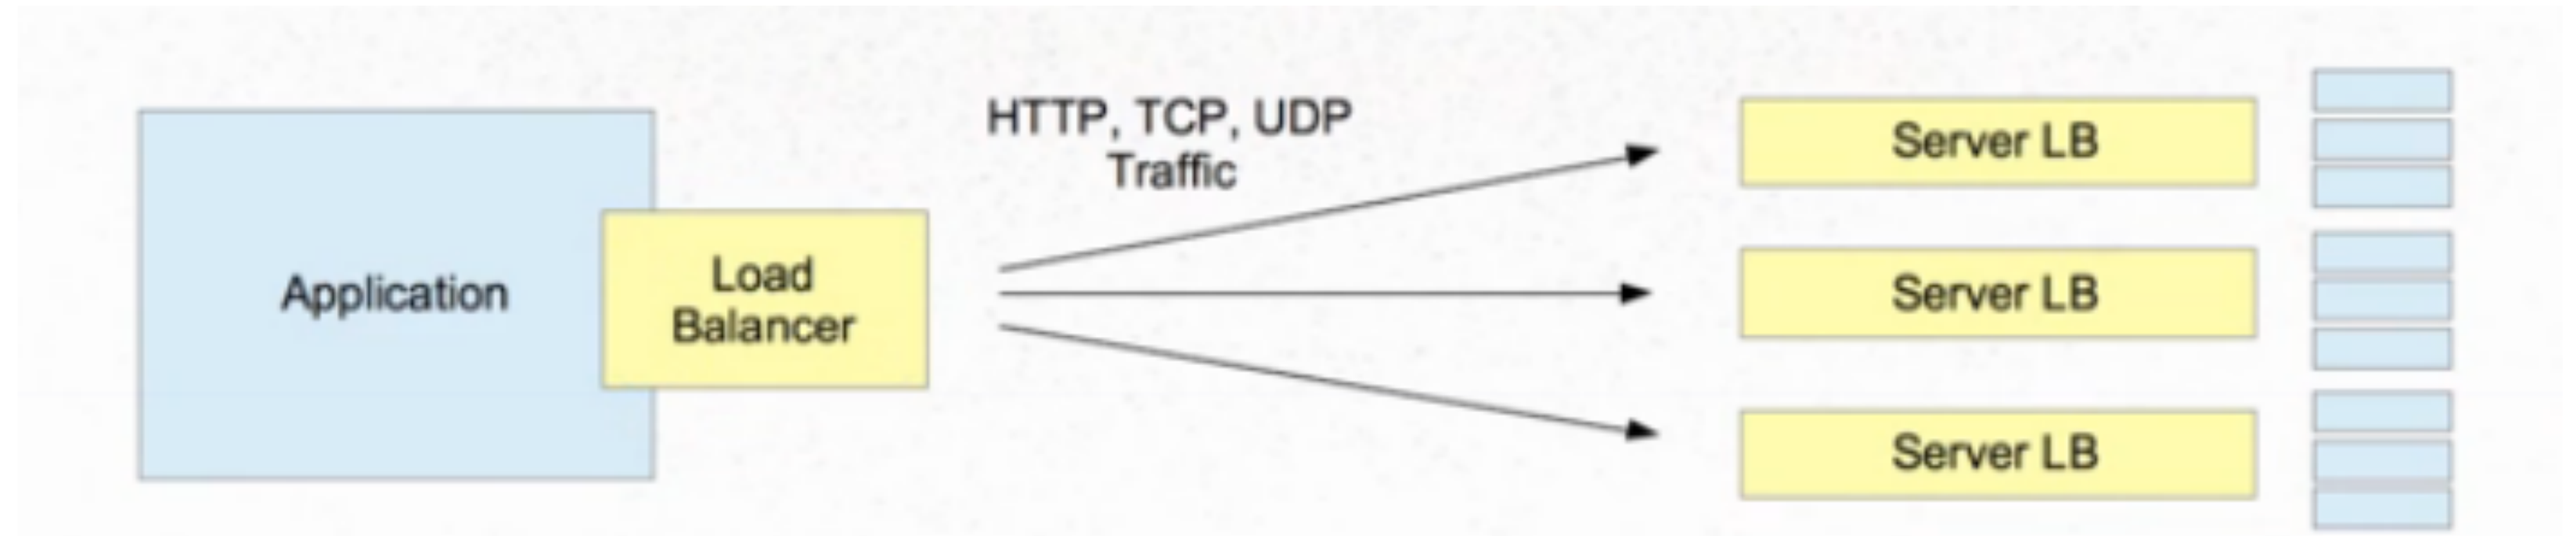 Application
Load
Balancer
HTTP, TCP, UDP
Traffic
Server LB
Server LB
Server LB